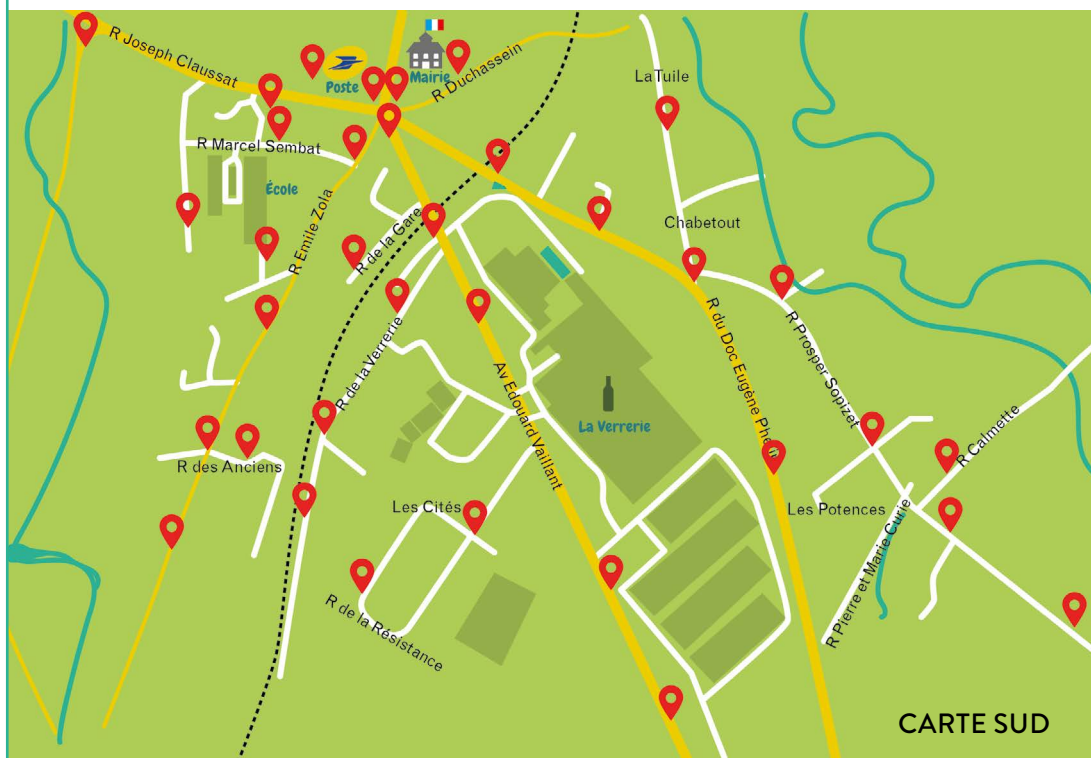 R Joseph Claussat
Poste
Mairie
R Duchassein
La Tuile
R Marcel Sembat
École
R Emile Zola
R de la Gare
Chabetout
R de la Verrerie
Av Edouard Vaillant
La Verrerie
R du Doc Eugène
R Prosper Sopizet
R Calmette
R des Anciens
Les Cités
Les Potences
R Pierre et Marie Curie
R de la Résistance
CARTE SUD